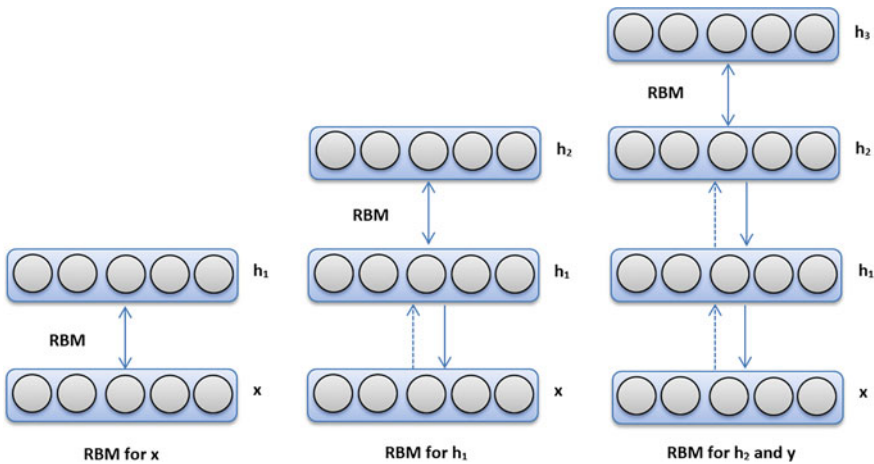 h₁
RBM
x
RBM for x
h₂
RBM
h₁
x
RBM for h₁
h₃
RBM
h₂
h₁
x
RBM for h₂ and y